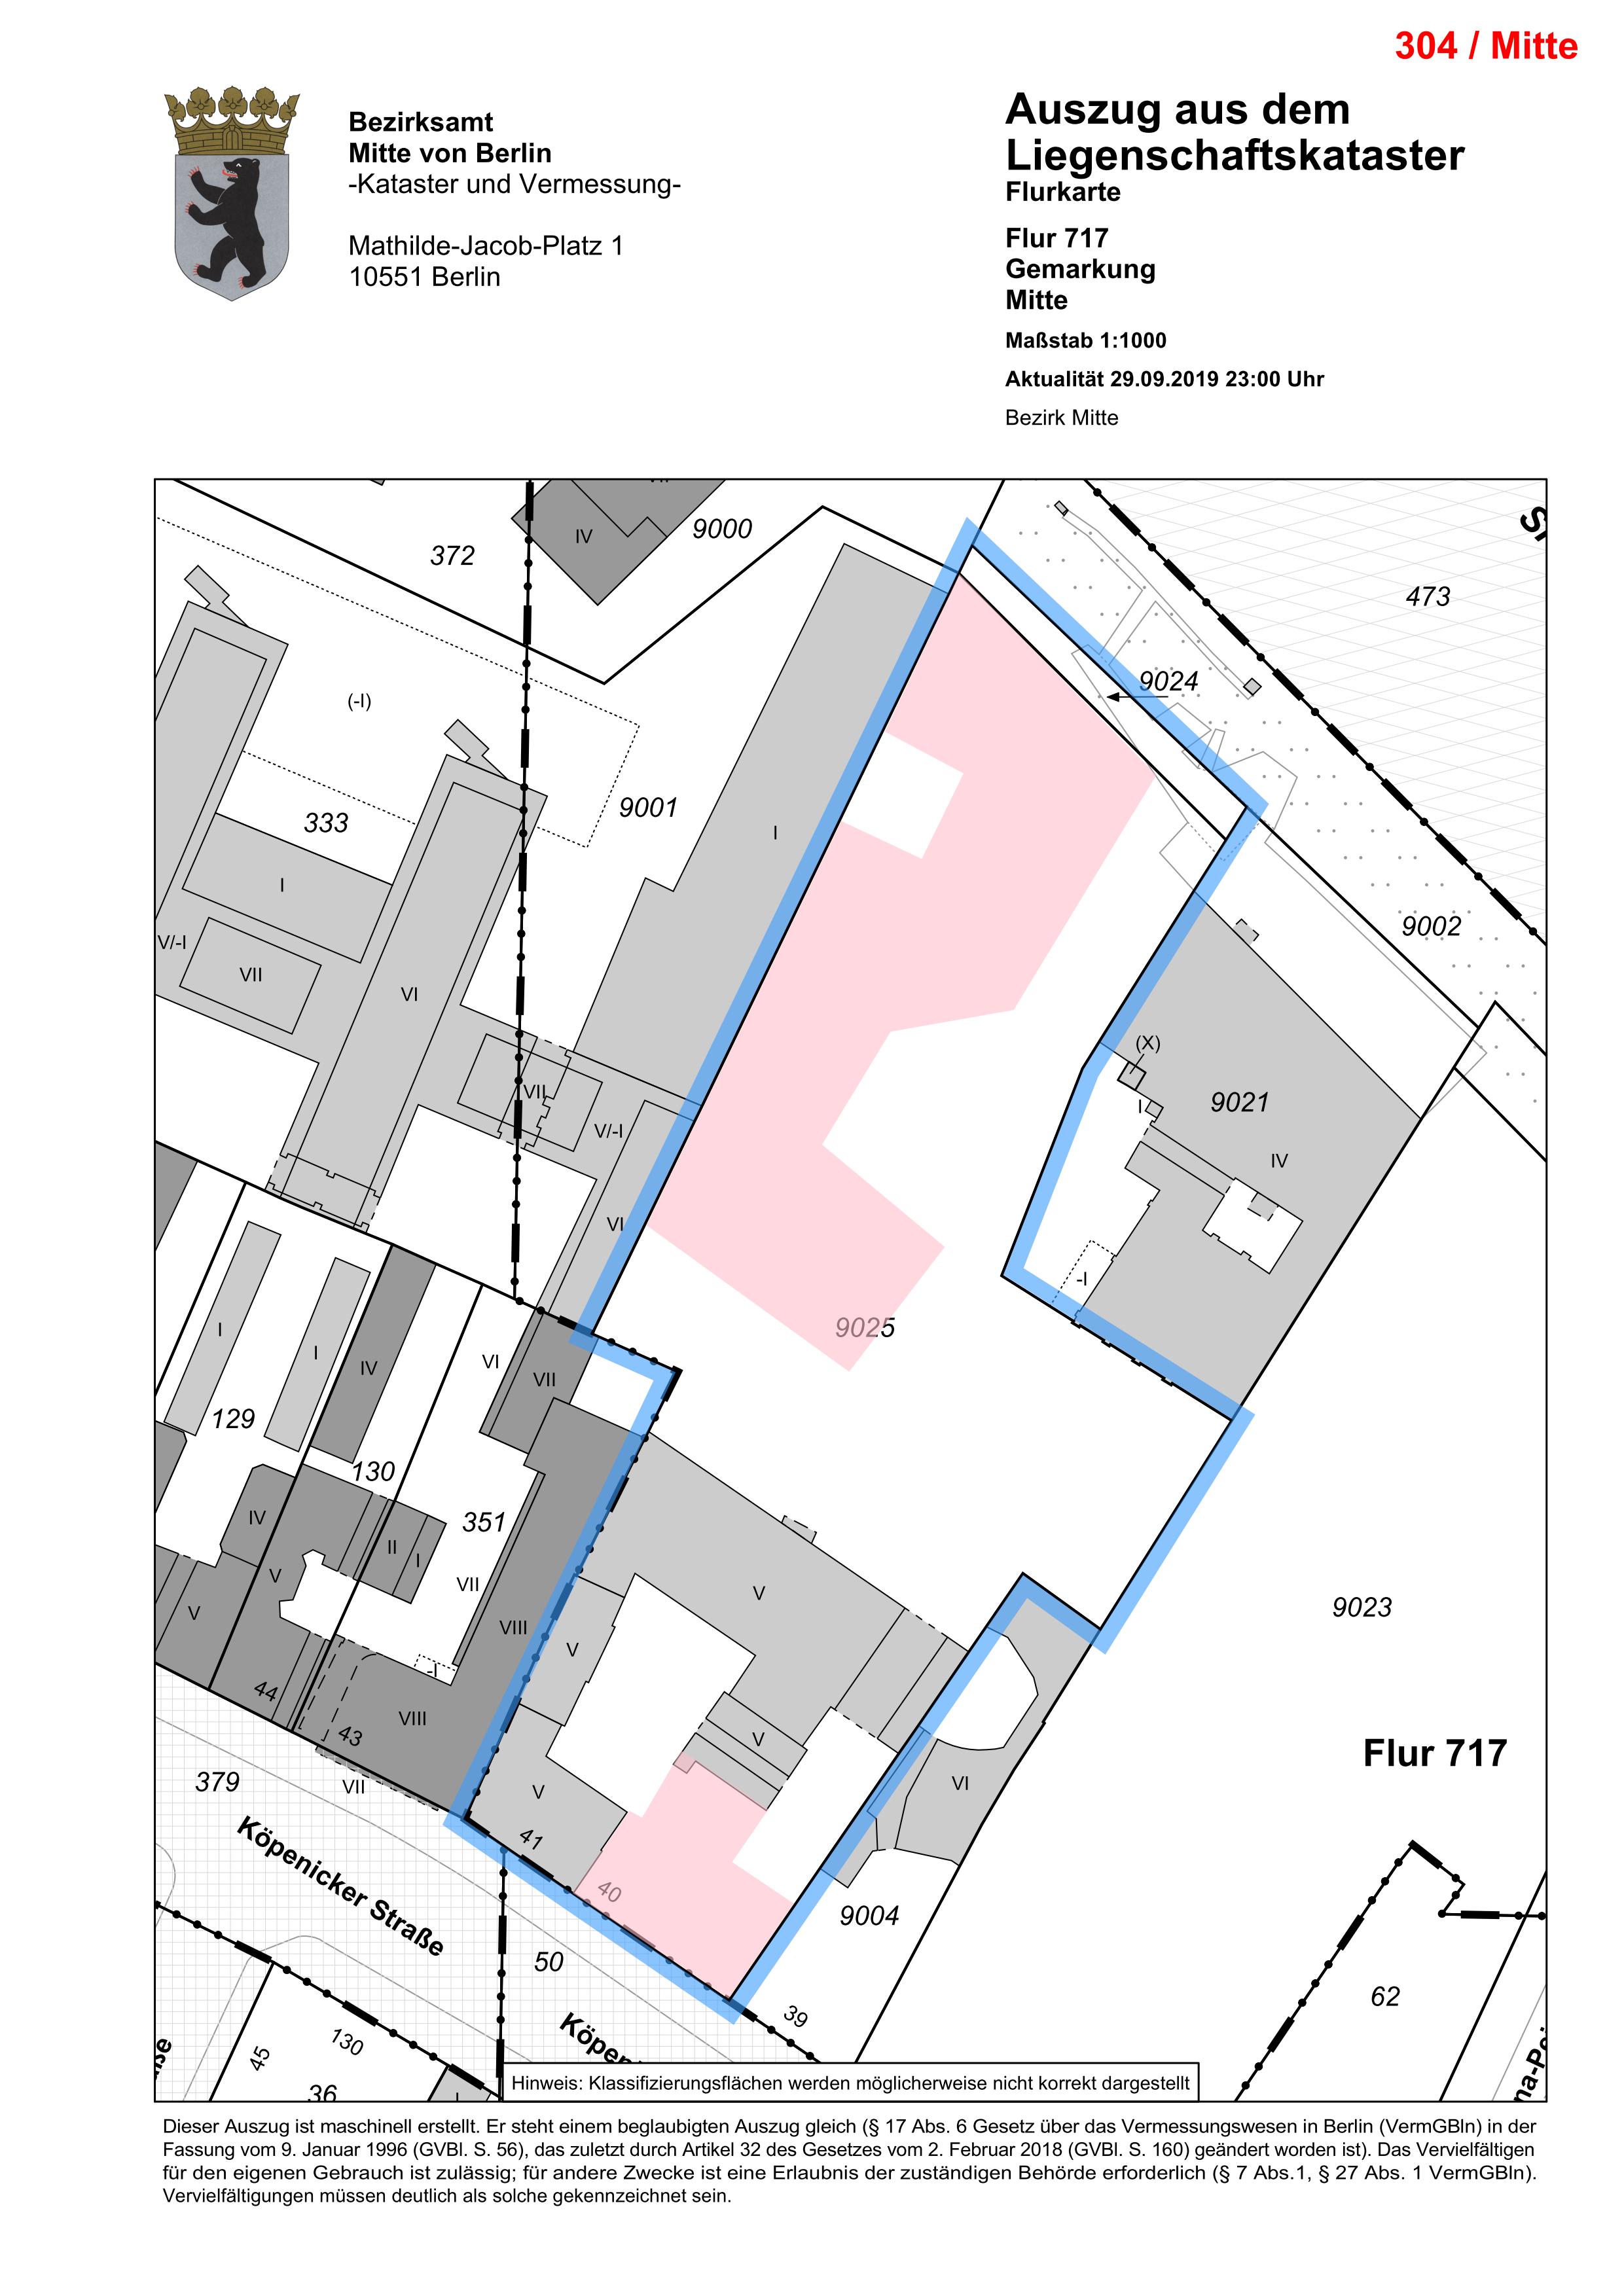 304 / Mitte
Bezirksamt
Mitte von Berlin
-Kataster und Vermessung-
Mathilde-Jacob-Platz 1
10551 Berlin
Auszug aus dem
Liegenschaftskataster
Flurkarte
Flur 717
Gemarkung
Mitte
Maßstab 1:1000
Aktualität 29.09.2019 23:00 Uhr
Bezirk Mitte
372
IV
9000
473
9024
(-I)
333
9001
I
I
V/-I
VII
VI
9002
(X)
VII
V/-I
I
9021
IV
VI
-I
I
I
IV
VI
VII
9025
129
130
351
IV
II
I
V
V
VII
VIII
V
V
9023
-I
44
43
VIII
V
Flur 717
379
VII
V
VI
Köpenicker Straße
41
40
9004
50
62
39
45
130
36
I
Hinweis: Klassifizierungsflächen werden möglicherweise nicht korrekt dargestellt
Dieser Auszug ist maschinell erstellt. Er steht einem beglaubigten Auszug gleich (§ 17 Abs. 6 Gesetz über das Vermessungswesen in Berlin (VermGBln) in der
Fassung vom 9. Januar 1996 (GVBl. S. 56), das zuletzt durch Artikel 32 des Gesetzes vom 2. Februar 2018 (GVBl. S. 160) geändert worden ist). Das Vervielfältigen
für den eigenen Gebrauch ist zulässig; für andere Zwecke ist eine Erlaubnis der zuständigen Behörde erforderlich (§ 7 Abs.1, § 27 Abs. 1 VermGBln).
Vervielfältigungen müssen deutlich als solche gekennzeichnet sein.